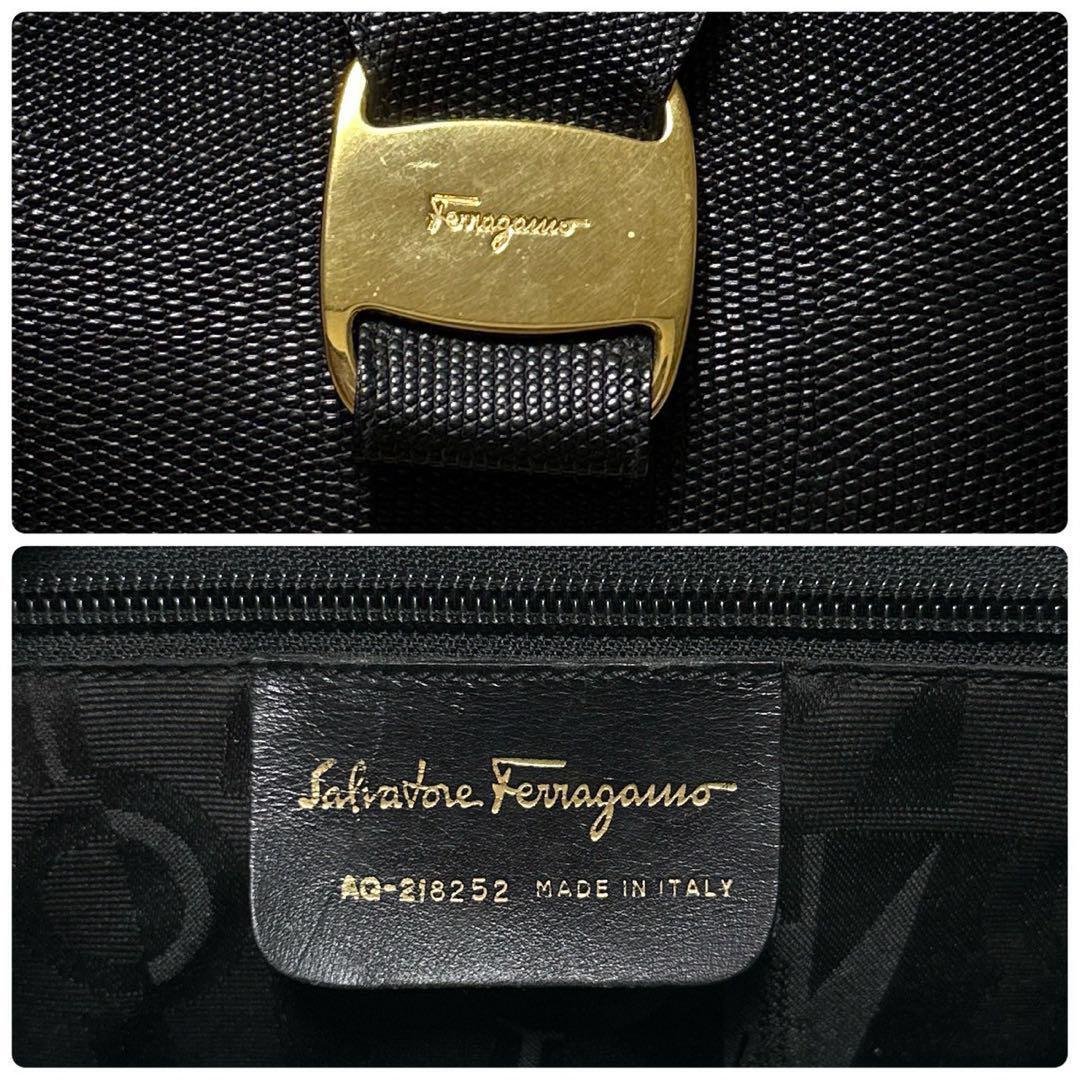 Ferragamo
Salvatore Ferragamo
AQ-218252 MADE IN ITALY